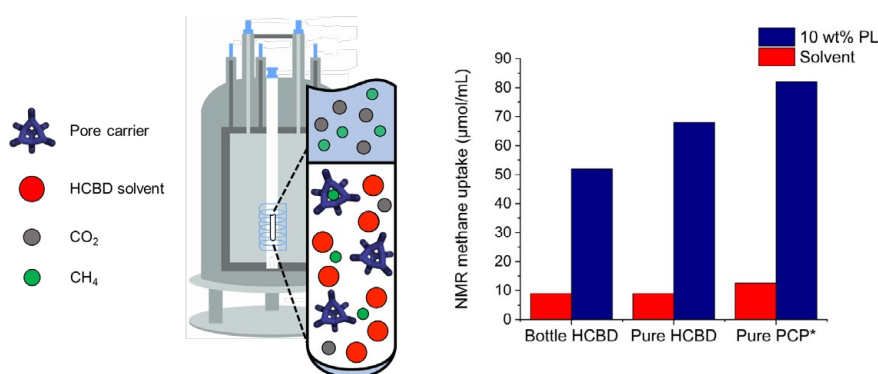 Pore carrier
HCBD solvent
CO₂
CH₄
10 wt% PL
Solvent
NMR methane uptake (μmol/mL)
90
80
70
60
50
40
30
20
10
0
Bottle HCBD
Pure HCBD
Pure PCP*